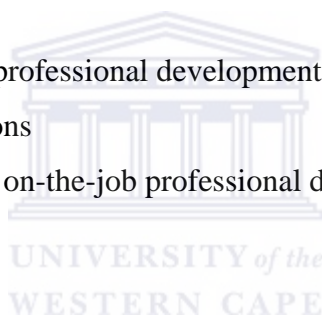 professional development
ons
on-the-job professional d
UNIVERSITY of the
WESTERN CAPE